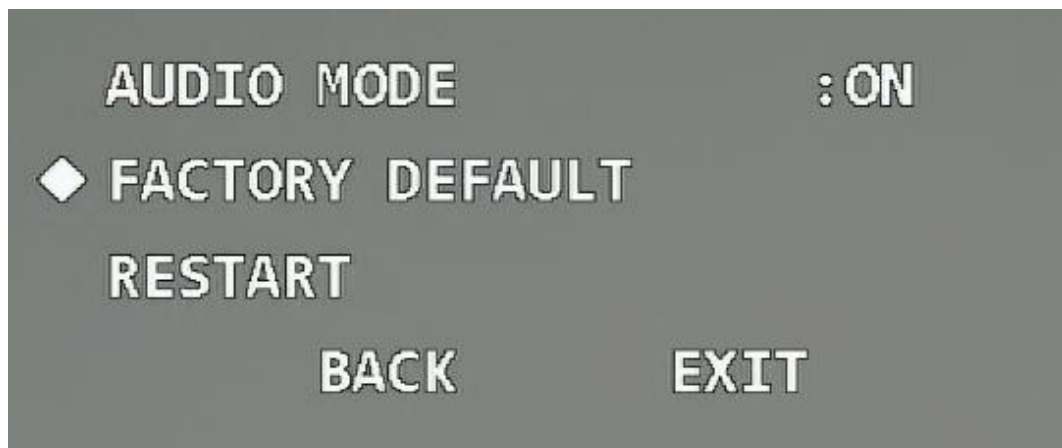 AUDIO MODE :ON
FACTORY DEFAULT
RESTART
BACK EXIT